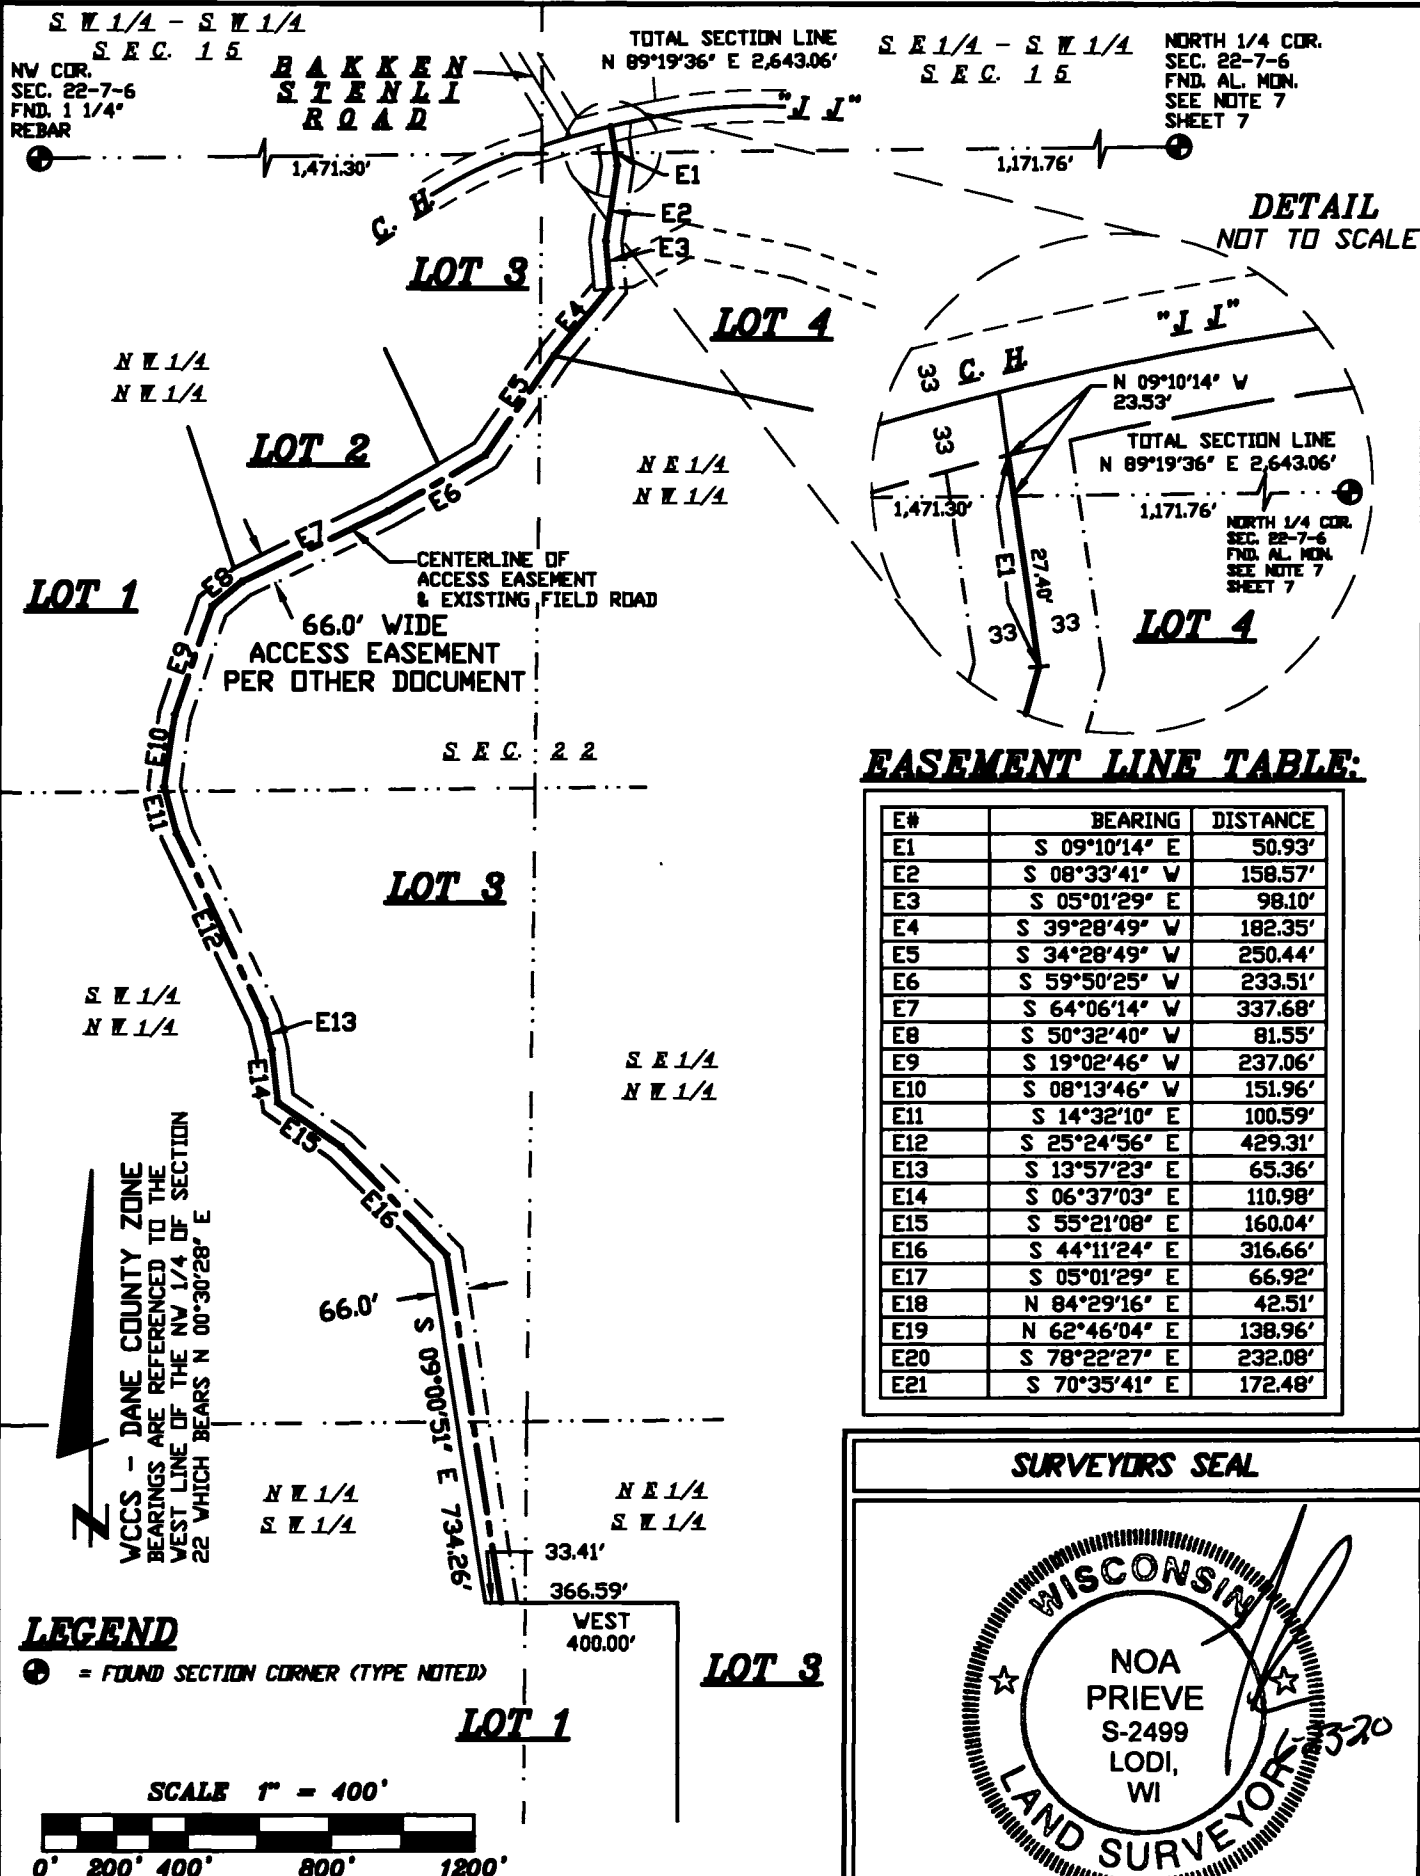 S W 1/4 - S W 1/4
S E C. 1 5
NW COR.
SEC. 22-7-6
FND. 1 1/4"
REBAR
B A K K E N
S T E N L I
R O A D
TOTAL SECTION LINE
N 89°19'36" E 2,643.06'
S E 1/4 - S W 1/4
S E C. 1 5
NORTH 1/4 COR.
SEC. 22-7-6
FND. AL. MON.
SEE NOTE 7
SHEET 7
"J J"
1,471.30'
1,171.76'
C. H.
E1
E2
E3
LOT 3
E4
LOT 4
E5
N W 1/4
N W 1/4
LOT 2
E6
N E 1/4
N W 1/4
E7
CENTERLINE OF
ACCESS EASEMENT
& EXISTING FIELD ROAD
E8
LOT 1
66.0' WIDE
ACCESS EASEMENT
PER OTHER DOCUMENT
E9
S E C. 2 2
E10
E11
LOT 3
E12
S W 1/4
N W 1/4
E13
S E 1/4
N W 1/4
E14
E15
E16
66.0'
S 09°00'51" E 734.26'
WCCS - DANE COUNTY ZONE
BEARINGS ARE REFERENCED TO THE
WEST LINE OF THE NW 1/4 OF SECTION
22 WHICH BEARS N 00°30'28" E
N
N W 1/4
S W 1/4
N E 1/4
S W 1/4
33.41'
366.59'
WEST
400.00'
LOT 3
LOT 1
LEGEND
= FOUND SECTION CORNER (TYPE NOTED)
SCALE 1" = 400'
0' 200' 400' 800' 1200'
DETAIL
NOT TO SCALE
"J J"
C. H.
33
33
N 09°10'14" W
23.53'
TOTAL SECTION LINE
N 89°19'36" E 2,643.06'
1,471.30'
1,171.76'
NORTH 1/4 COR.
SEC. 22-7-6
FND. AL. MON.
SEE NOTE 7
SHEET 7
E1
27.40'
33 33
LOT 4
EASEMENT LINE TABLE:
E# BEARING DISTANCE
E1 S 09°10'14" E 50.93'
E2 S 08°33'41" W 158.57'
E3 S 05°01'29" E 98.10'
E4 S 39°28'49" W 182.35'
E5 S 34°28'49" W 250.44'
E6 S 59°50'25" W 233.51'
E7 S 64°06'14" W 337.68'
E8 S 50°32'40" W 81.55'
E9 S 19°02'46" W 237.06'
E10 S 08°13'46" W 151.96'
E11 S 14°32'10" E 100.59'
E12 S 25°24'56" E 429.31'
E13 S 13°57'23" E 65.36'
E14 S 06°37'03" E 110.98'
E15 S 55°21'08" E 160.04'
E16 S 44°11'24" E 316.66'
E17 S 05°01'29" E 66.92'
E18 N 84°29'16" E 42.51'
E19 N 62°46'04" E 138.96'
E20 S 78°22'27" E 232.08'
E21 S 70°35'41" E 172.48'
SURVEYORS SEAL
WISCONSIN
NOA
PRIEVE
S-2499
LODI,
WI
LAND SURVEYOR